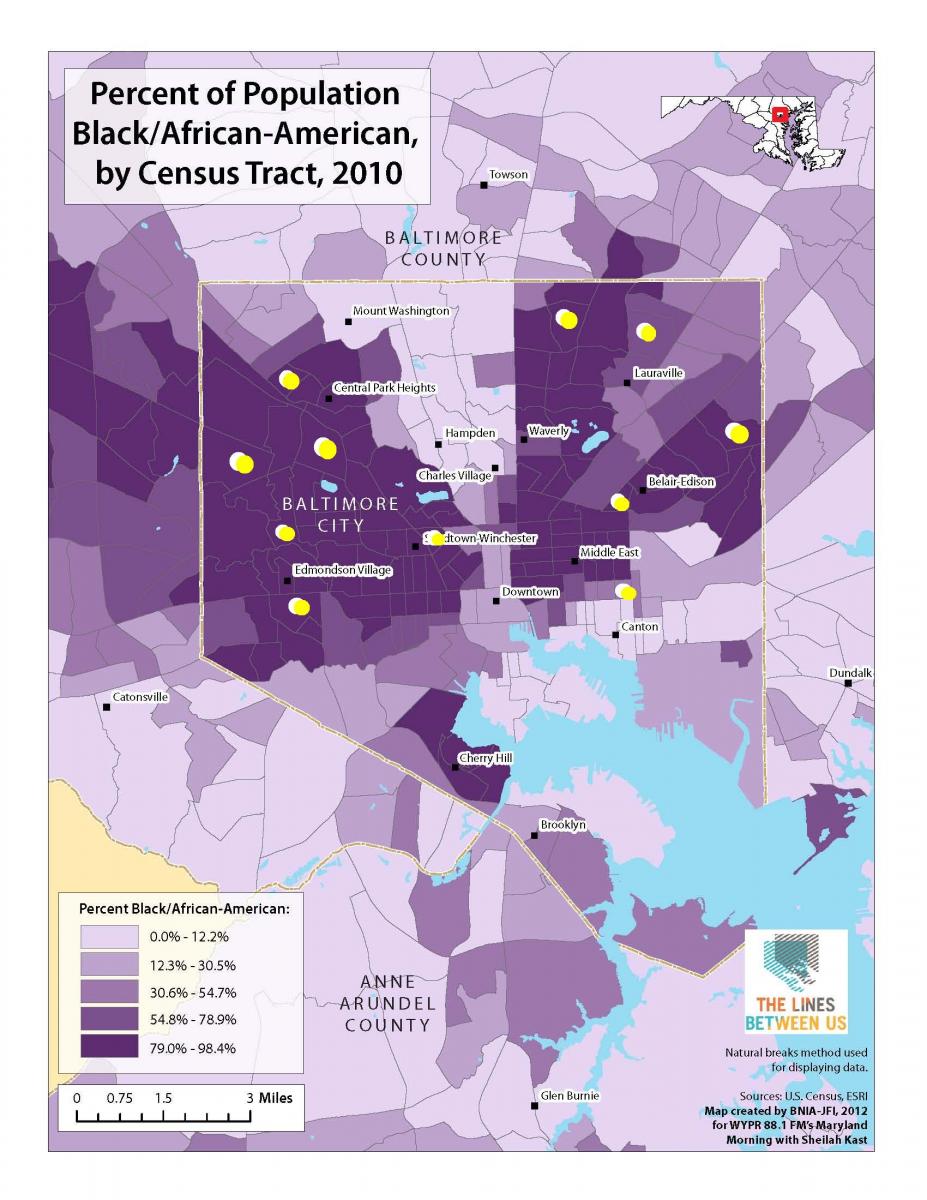 Percent of Population
Black/African-American,
by Census Tract, 2010
Towson
BALTIMORE
COUNTY
Mount Washington
Lauraville
Central Park Heights
Hampden
Waverly
Charles Village
Belair-Edison
BALTIMORE
CITY
dtown-Winchester
Middle East
Edmondson Village
Downtown
Canton
Dundalk
Catonsville
Cherry Hill
Brooklyn
Percent Black/African-American:
0.0% - 12.2%
12.3% - 30.5%
30.6% - 54.7%
54.8% - 78.9%
79.0% - 98.4%
ANNE
ARUNDEL
COUNTY
THE LINES
BETWEEN US
Natural breaks method used
for displaying data.
0 0.75 1.5 3 Miles
Glen Burnie
Sources: U.S. Census, ESRI
Map created by BNIA-JFI, 2012
for WYPR 88.1 FM's Maryland
Morning with Sheilah Kast